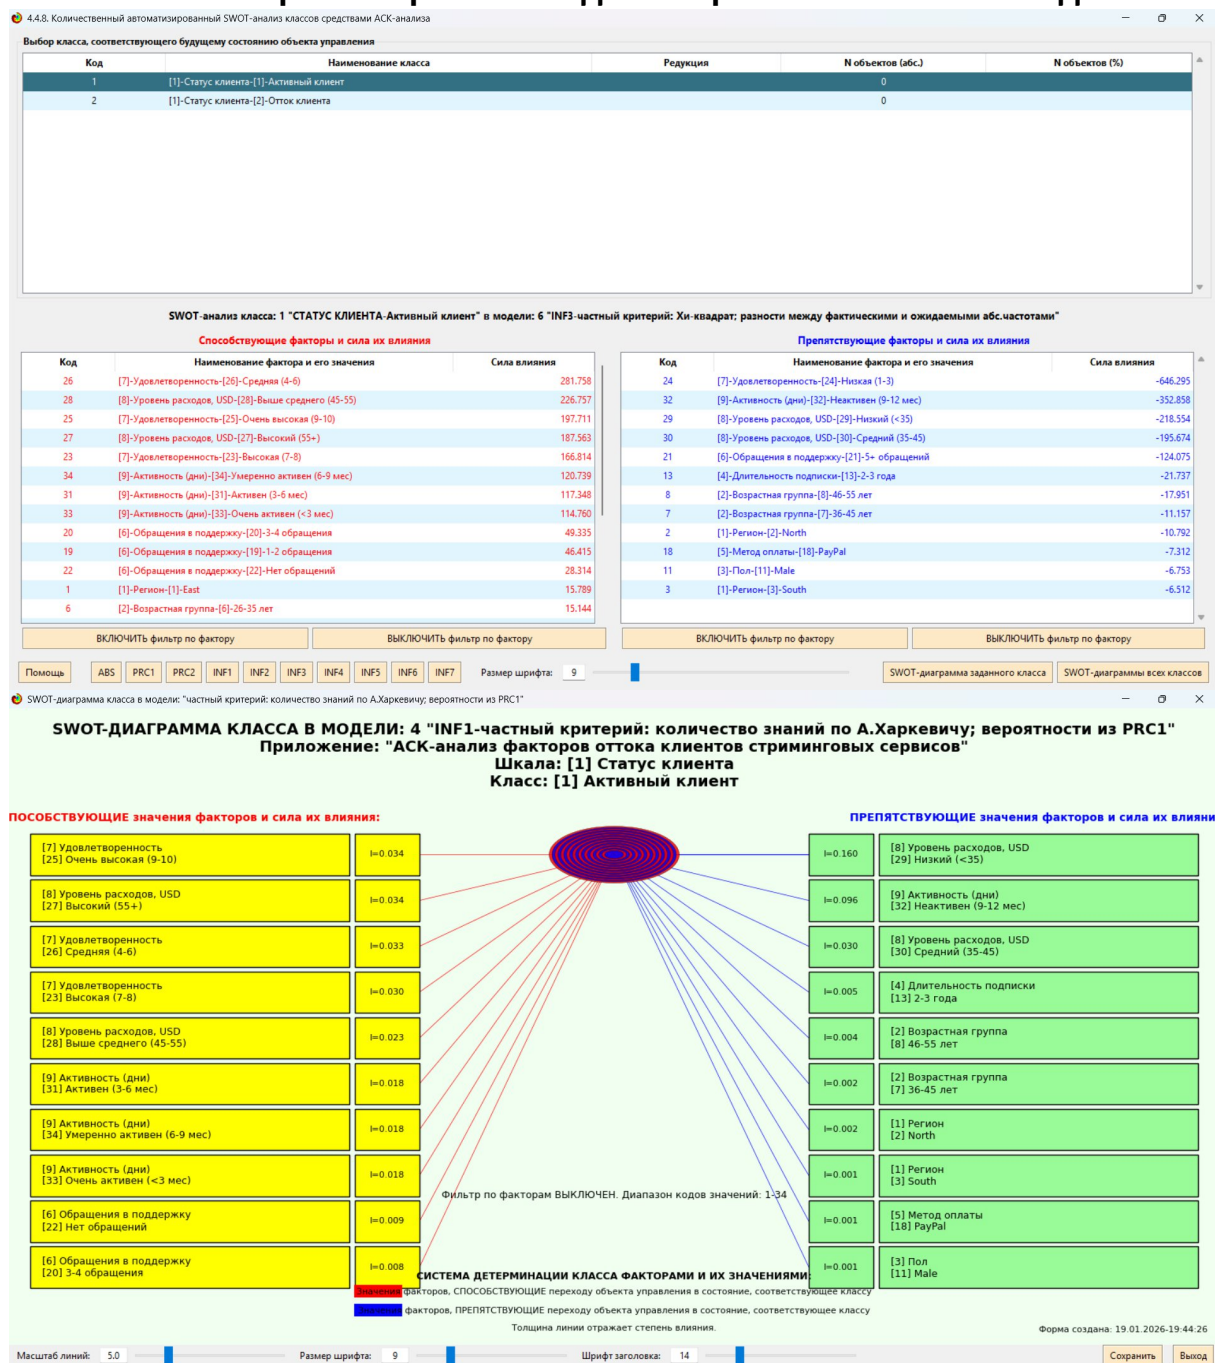 4.4.8. Количественный автоматизированный SWOT-анализ классов средствами АСК-анализа
Выбор класса, соответствующего будущему состоянию объекта управления
Код Наименование класса Редукция N объектов (абс.) N объектов (%)
1 [1]-Статус клиента-[1]-Активный клиент 0
2 [1]-Статус клиента-[2]-Отток клиента 0
SWOT-анализ класса: 1 "СТАТУС КЛИЕНТА-Активный клиент" в модели: 6 "INF3-частный критерий: Хи-квадрат; разности между фактическими и ожидаемыми абс.частотами"
Способствующие факторы и сила их влияния
Код Наименование фактора и его значения Сила влияния
26 [7]-Удовлетворенность-[26]-Средняя (4-6) 281.758
28 [8]-Уровень расходов, USD-[28]-Выше среднего (45-55) 226.757
25 [7]-Удовлетворенность-[25]-Очень высокая (9-10) 197.711
27 [8]-Уровень расходов, USD-[27]-Высокий (55+) 187.563
23 [7]-Удовлетворенность-[23]-Высокая (7-8) 166.814
34 [9]-Активность (дни)-[34]-Умеренно активен (6-9 мес) 120.739
31 [9]-Активность (дни)-[31]-Активен (3-6 мес) 117.348
33 [9]-Активность (дни)-[33]-Очень активен (<3 мес) 114.760
20 [6]-Обращения в поддержку-[20]-3-4 обращения 49.335
19 [6]-Обращения в поддержку-[19]-1-2 обращения 46.415
22 [6]-Обращения в поддержку-[22]-Нет обращений 28.314
1 [1]-Регион-[1]-East 15.789
6 [2]-Возрастная группа-[6]-26-35 лет 15.144
Препятствующие факторы и сила их влияния
Код Наименование фактора и его значения Сила влияния
24 [7]-Удовлетворенность-[24]-Низкая (1-3) -646.295
32 [9]-Активность (дни)-[32]-Неактивен (9-12 мес) -352.858
29 [8]-Уровень расходов, USD-[29]-Низкий (<35) -218.554
30 [8]-Уровень расходов, USD-[30]-Средний (35-45) -195.674
21 [6]-Обращения в поддержку-[21]-5+ обращений -124.075
13 [4]-Длительность подписки-[13]-2-3 года -21.737
8 [2]-Возрастная группа-[8]-46-55 лет -17.951
7 [2]-Возрастная группа-[7]-36-45 лет -11.157
2 [1]-Регион-[2]-North -10.792
18 [5]-Метод оплаты-[18]-PayPal -7.312
11 [3]-Пол-[11]-Male -6.753
3 [1]-Регион-[3]-South -6.512
ВКЛЮЧИТЬ фильтр по фактору ВЫКЛЮЧИТЬ фильтр по фактору ВКЛЮЧИТЬ фильтр по фактору ВЫКЛЮЧИТЬ фильтр по фактору
Помощь ABS PRC1 PRC2 INF1 INF2 INF3 INF4 INF5 INF6 INF7 Размер шрифта: 9 SWOT-диаграмма заданного класса SWOT-диаграммы всех классов
SWOT-диаграмма класса в модели: "частный критерий: количество знаний по А.Харкевичу; вероятности из PRC1"
SWOT-ДИАГРАММА КЛАССА В МОДЕЛИ: 4 "INF1-частный критерий: количество знаний по А.Харкевичу; вероятности из PRC1"
Приложение: "АСК-анализ факторов оттока клиентов стриминговых сервисов"
Шкала: [1] Статус клиента
Класс: [1] Активный клиент
ПОСОБСТВУЮЩИЕ значения факторов и сила их влияния:
[7] Удовлетворенность
[25] Очень высокая (9-10) I=0.034
[8] Уровень расходов, USD
[27] Высокий (55+) I=0.034
[7] Удовлетворенность
[26] Средняя (4-6) I=0.033
[7] Удовлетворенность
[23] Высокая (7-8) I=0.030
[8] Уровень расходов, USD
[28] Выше среднего (45-55) I=0.023
[9] Активность (дни)
[31] Активен (3-6 мес) I=0.018
[9] Активность (дни)
[34] Умеренно активен (6-9 мес) I=0.018
[9] Активность (дни)
[33] Очень активен (<3 мес) I=0.018
[6] Обращения в поддержку
[22] Нет обращений I=0.009
[6] Обращения в поддержку
[20] 3-4 обращения I=0.008
ПРЕПЯТСТВУЮЩИЕ значения факторов и сила их влияни
I=0.160 [8] Уровень расходов, USD
[29] Низкий (<35)
I=0.096 [9] Активность (дни)
[32] Неактивен (9-12 мес)
I=0.030 [8] Уровень расходов, USD
[30] Средний (35-45)
I=0.005 [4] Длительность подписки
[13] 2-3 года
I=0.004 [2] Возрастная группа
[8] 46-55 лет
I=0.002 [2] Возрастная группа
[7] 36-45 лет
I=0.002 [1] Регион
[2] North
I=0.001 [1] Регион
[3] South
I=0.001 [5] Метод оплаты
[18] PayPal
I=0.001 [3] Пол
[11] Male
Фильтр по факторам ВЫКЛЮЧЕН. Диапазон кодов значений: 1-34
СИСТЕМА ДЕТЕРМИНАЦИИ КЛАССА ФАКТОРАМИ И ИХ ЗНАЧЕНИЯМИ:
Значения факторов, СПОСОБСТВУЮЩИЕ переходу объекта управления в состояние, соответствующее классу
Значения факторов, ПРЕПЯТСТВУЮЩИЕ переходу объекта управления в состояние, соответствующее классу
Толщина линии отражает степень влияния.
Форма создана: 19.01.2026-19:44:26
Масштаб линий: 5.0 Размер шрифта: 9 Шрифт заголовка: 14 Сохранить Выход